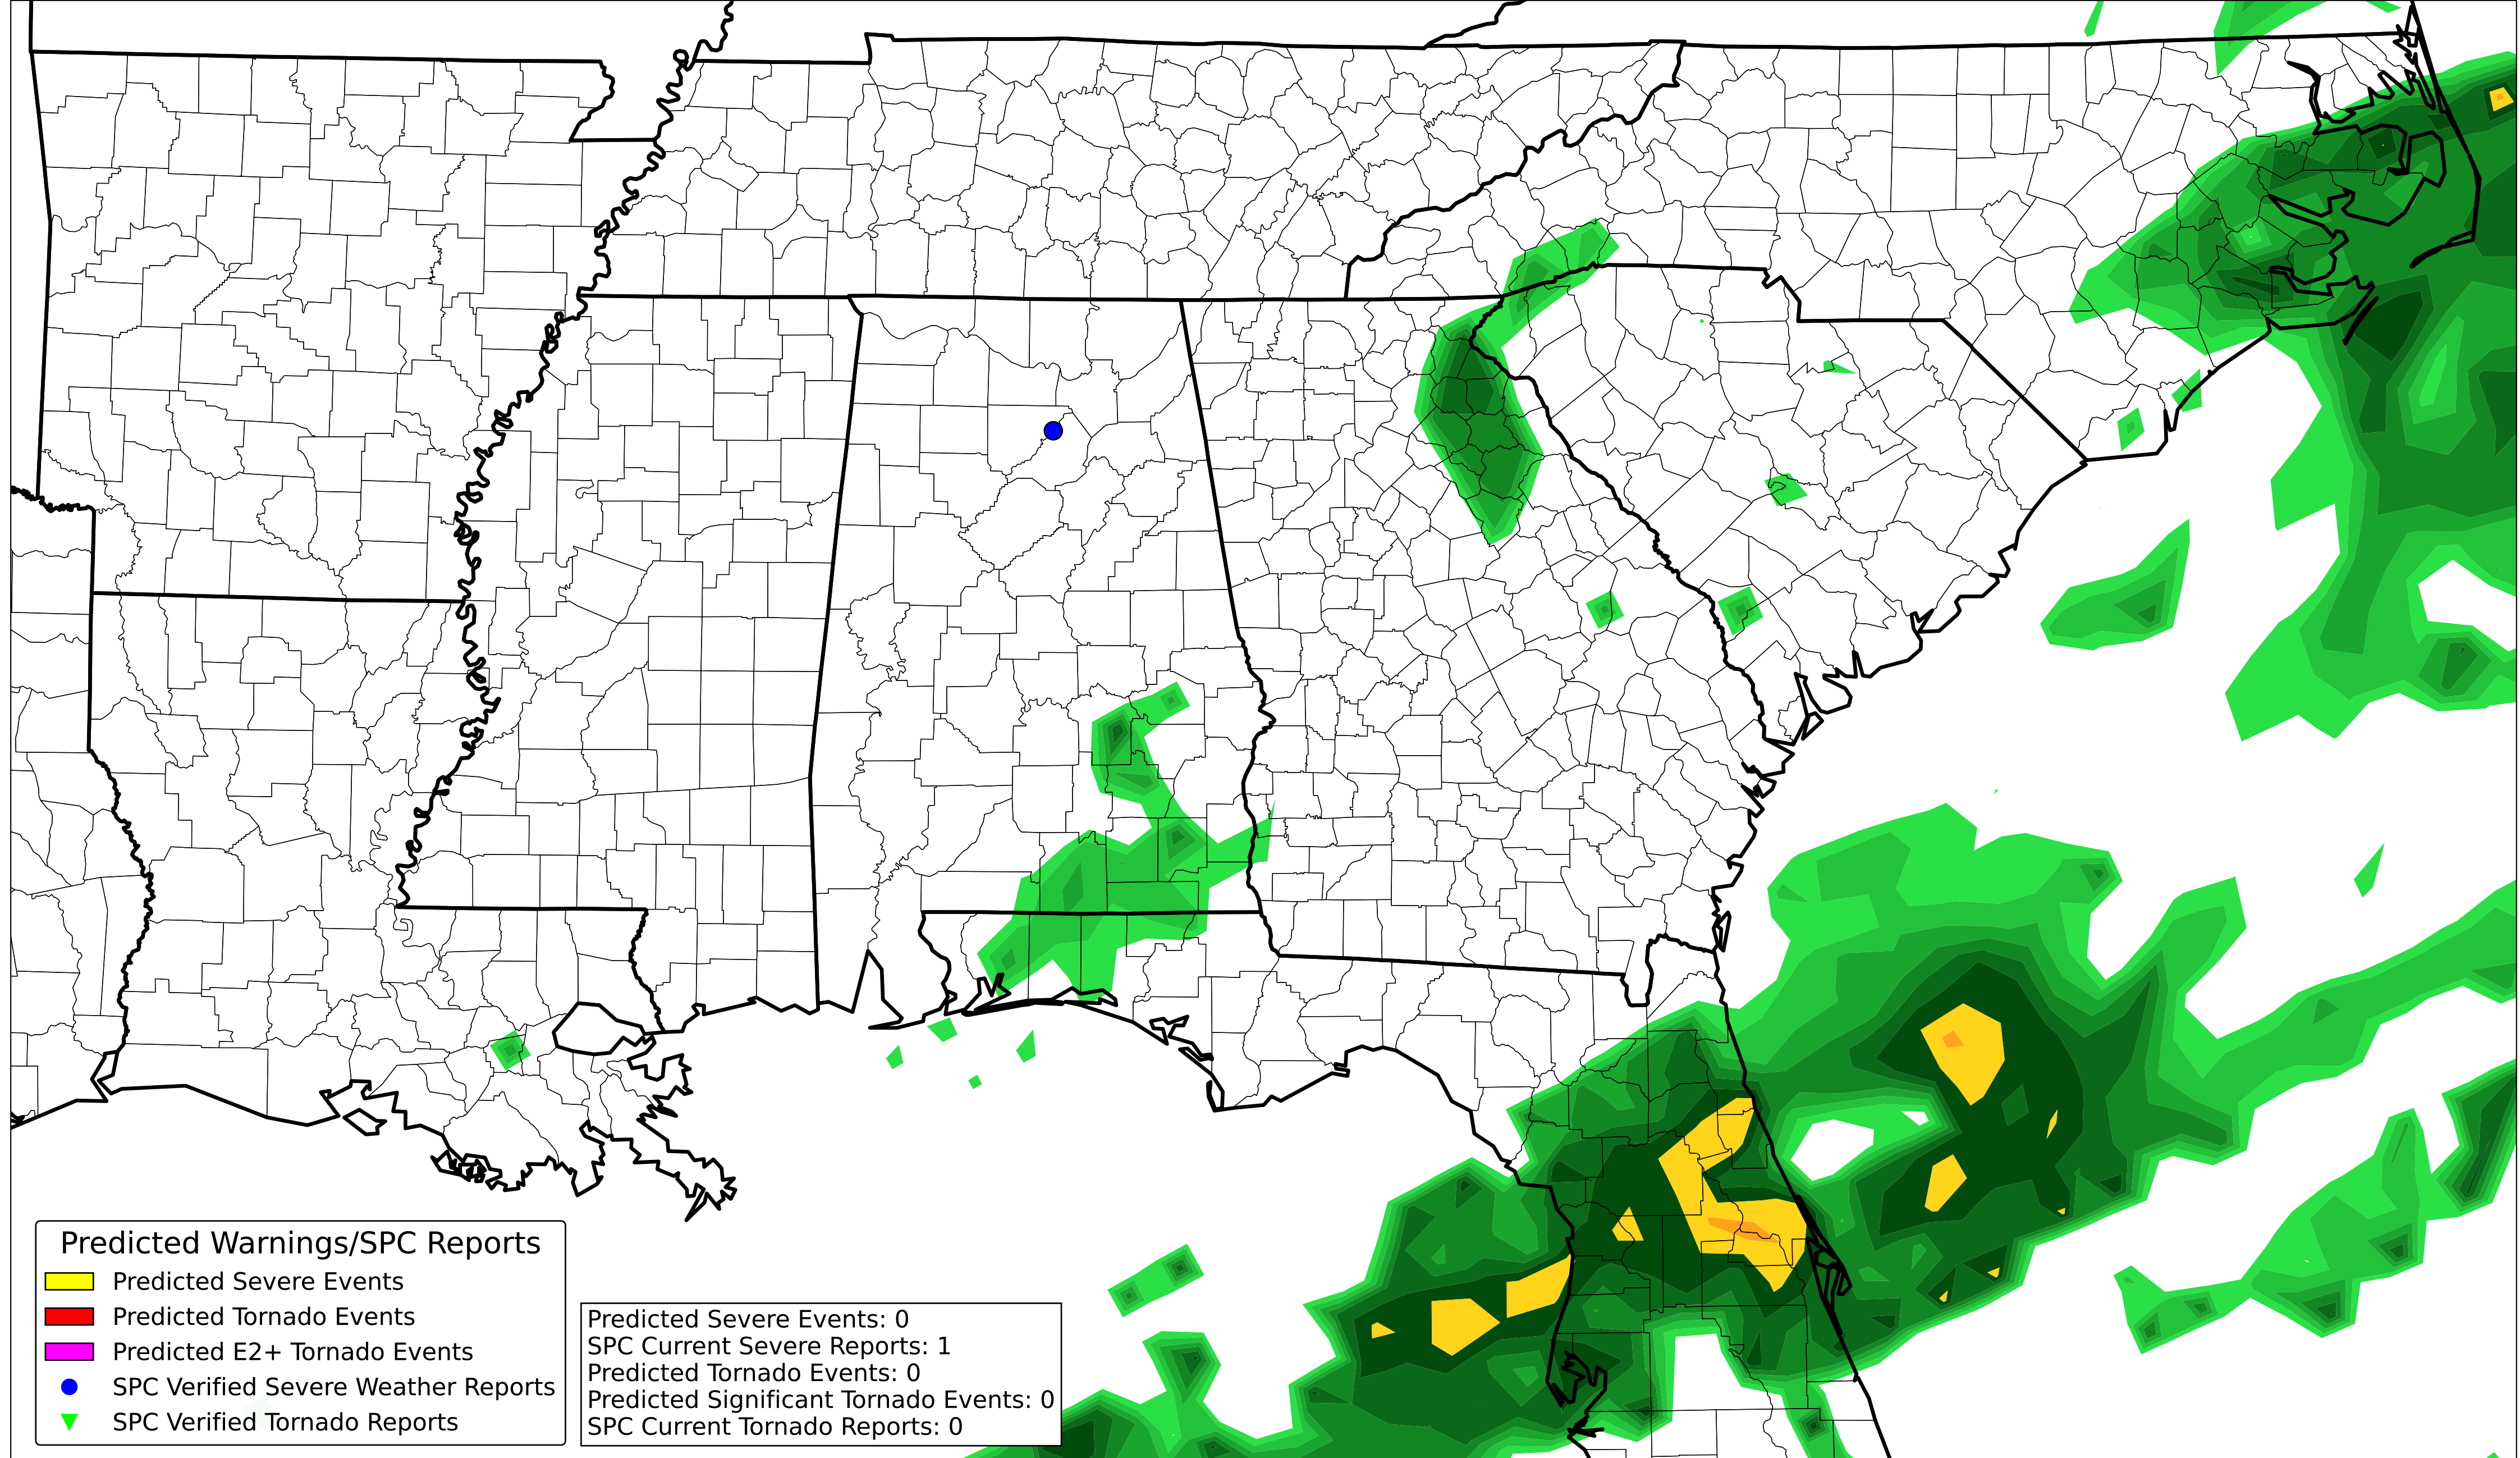 Predicted Warnings/SPC Reports
Predicted Severe Events
Predicted Tornado Events
Predicted E2+ Tornado Events
SPC Verified Severe Weather Reports
SPC Verified Tornado Reports
Predicted Severe Events: 0
SPC Current Severe Reports: 1
Predicted Tornado Events: 0
Predicted Significant Tornado Events: 0
SPC Current Tornado Reports: 0